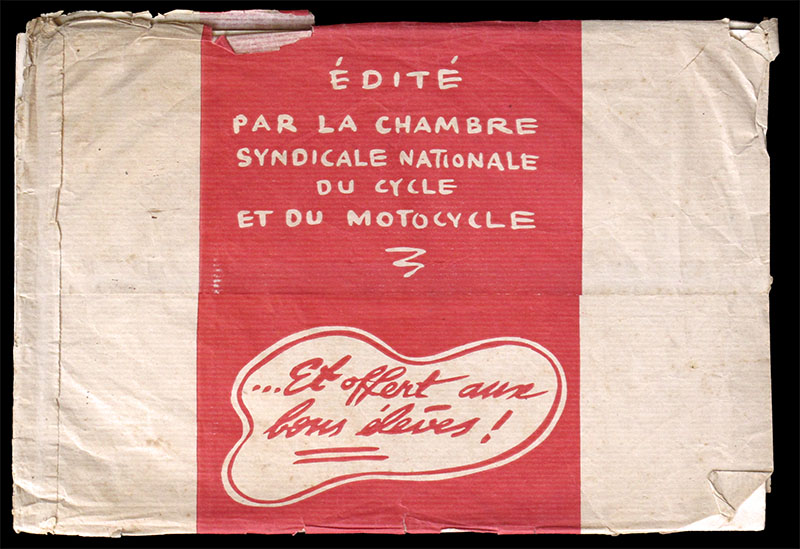 ÉDITÉ
PAR LA CHAMBRE
SYNDICALE NATIONALE
DU CYCLE
ET DU MOTOCYCLE
...Et offert aux
bons élèves !